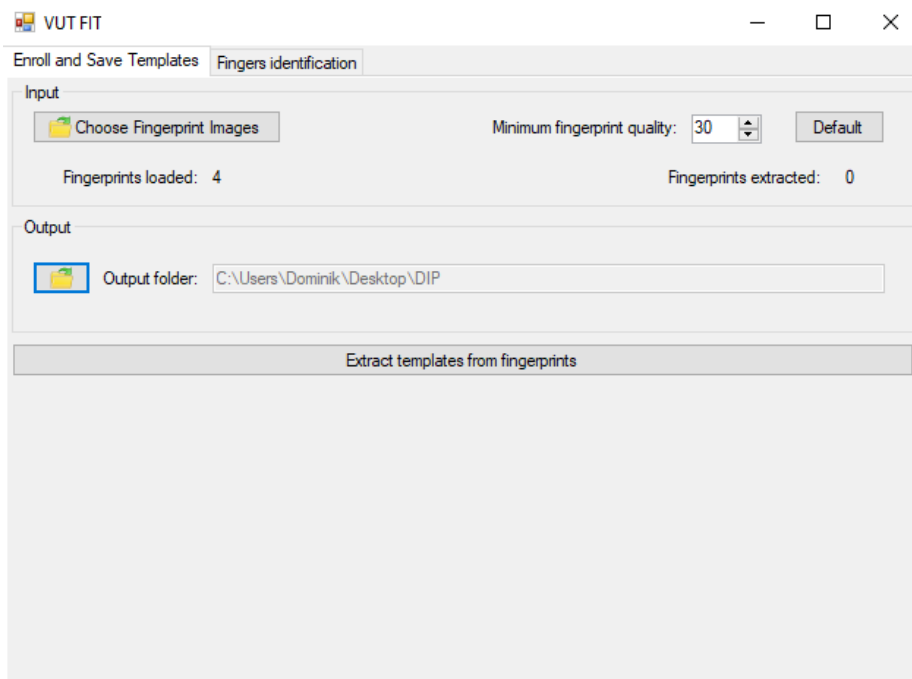 VUT FIT
Enroll and Save Templates Fingers identification
Input
Choose Fingerprint Images Minimum fingerprint quality: 30 Default
Fingerprints loaded: 4 Fingerprints extracted: 0
Output
Output folder: C:\Users\Dominik\Desktop\DIP
Extract templates from fingerprints